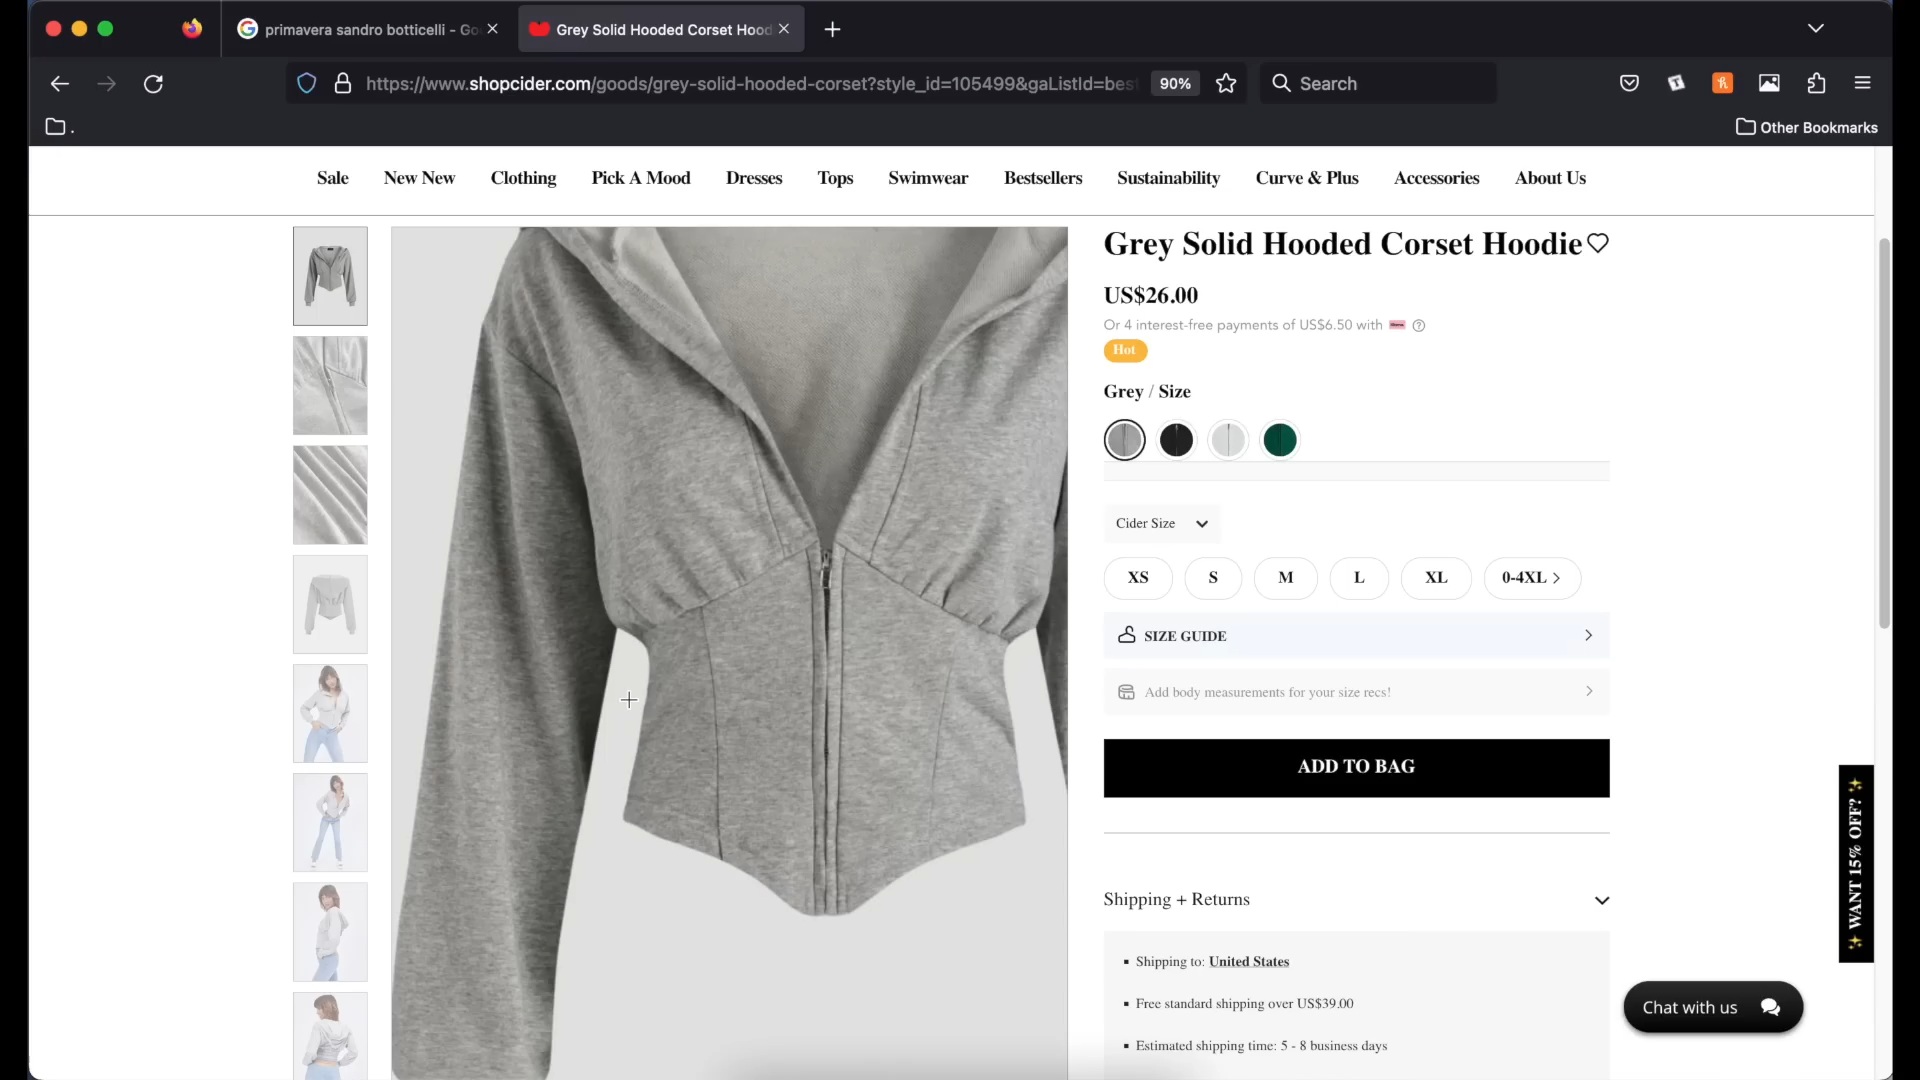 primavera sandro botticelli - Go
Grey Solid Hooded Corset Hood
https://www.shopcider.com/goods/grey-solid-hooded-corset?style_id=105499&gaListId=best
90%
Search
.
Other Bookmarks
Sale New New Clothing Pick A Mood Dresses Tops Swimwear Bestsellers Sustainability Curve & Plus Accessories About Us
Grey Solid Hooded Corset Hoodie
US$26.00
Or 4 interest-free payments of US$6.50 with
Hot
Grey / Size
Cider Size
XS S M L XL 0-4XL
SIZE GUIDE
Add body measurements for your size recs!
ADD TO BAG
Shipping + Returns
Shipping to: United States
Free standard shipping over US$39.00
Estimated shipping time: 5 - 8 business days
✨ WANT 15% OFF? ✨
Chat with us